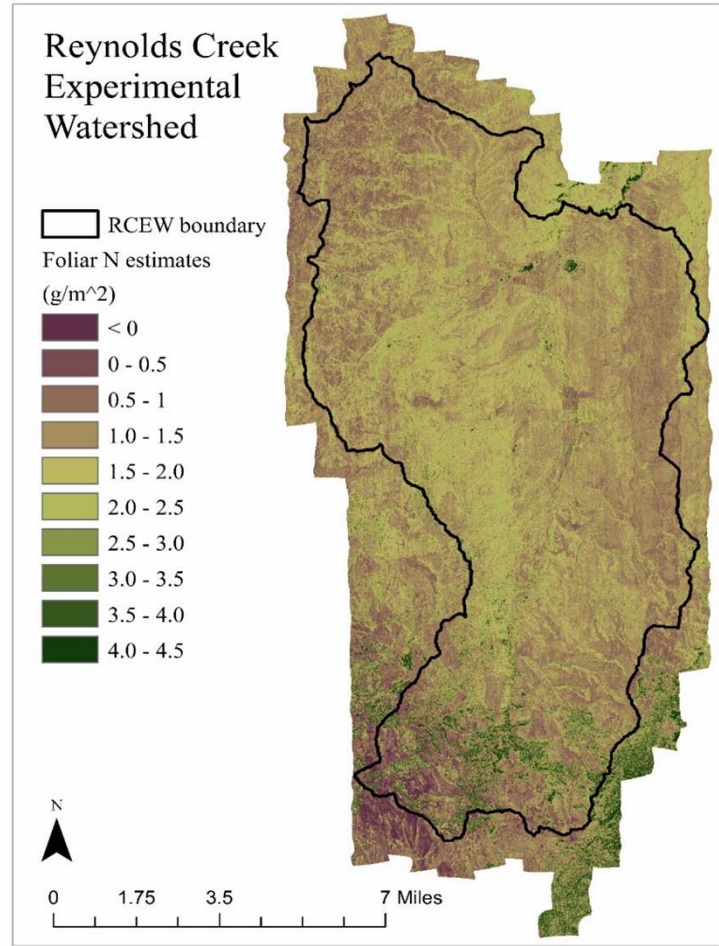 Reynolds Creek
Experimental
Watershed
RCEW boundary
Foliar N estimates
(g/m^2)
< 0
0 - 0.5
0.5 - 1
1.0 - 1.5
1.5 - 2.0
2.0 - 2.5
2.5 - 3.0
3.0 - 3.5
3.5 - 4.0
4.0 - 4.5
N
0 1.75 3.5 7 Miles